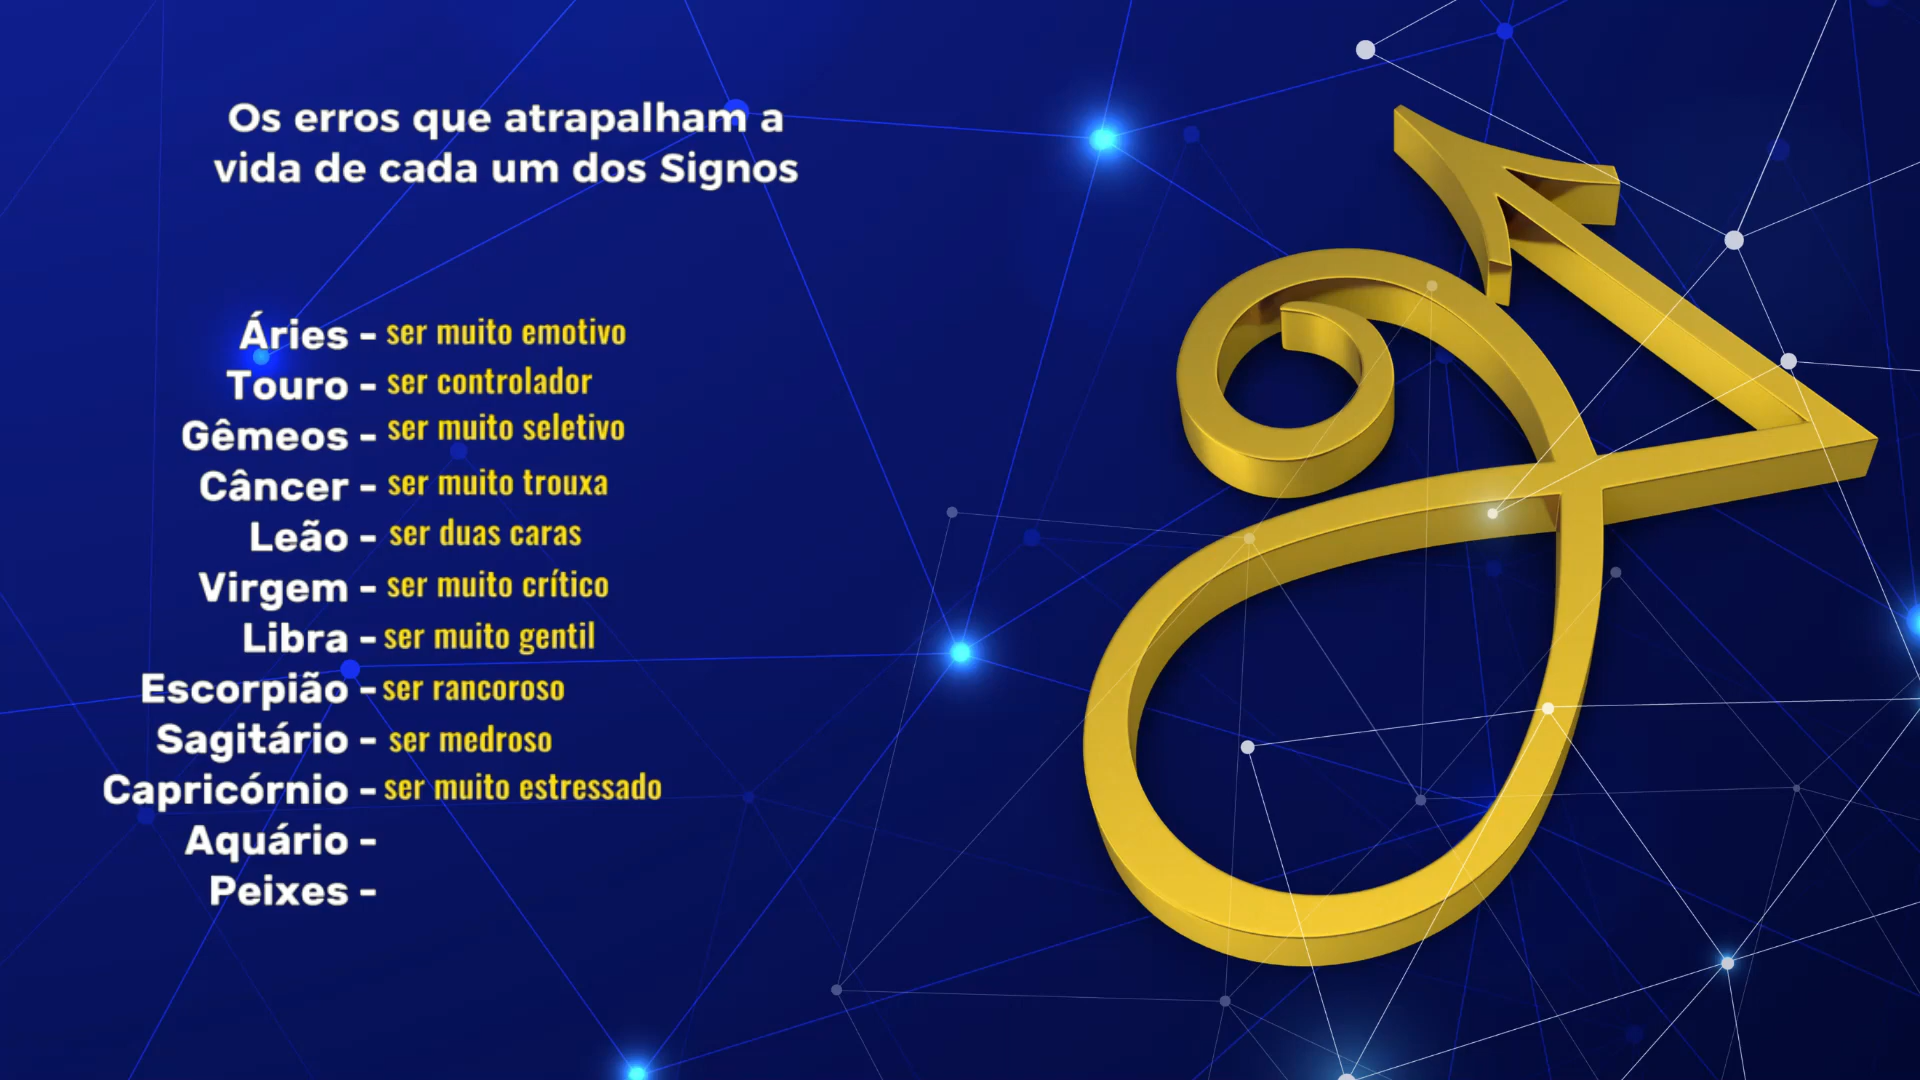 Os erros que atrapalham a
vida de cada um dos Signos
Áries - ser muito emotivo
Touro - ser controlador
Gêmeos - ser muito seletivo
Câncer - ser muito trouxa
Leão - ser duas caras
Virgem - ser muito crítico
Libra - ser muito gentil
Escorpião - ser rancoroso
Sagitário - ser medroso
Capricórnio - ser muito estressado
Aquário -
Peixes -